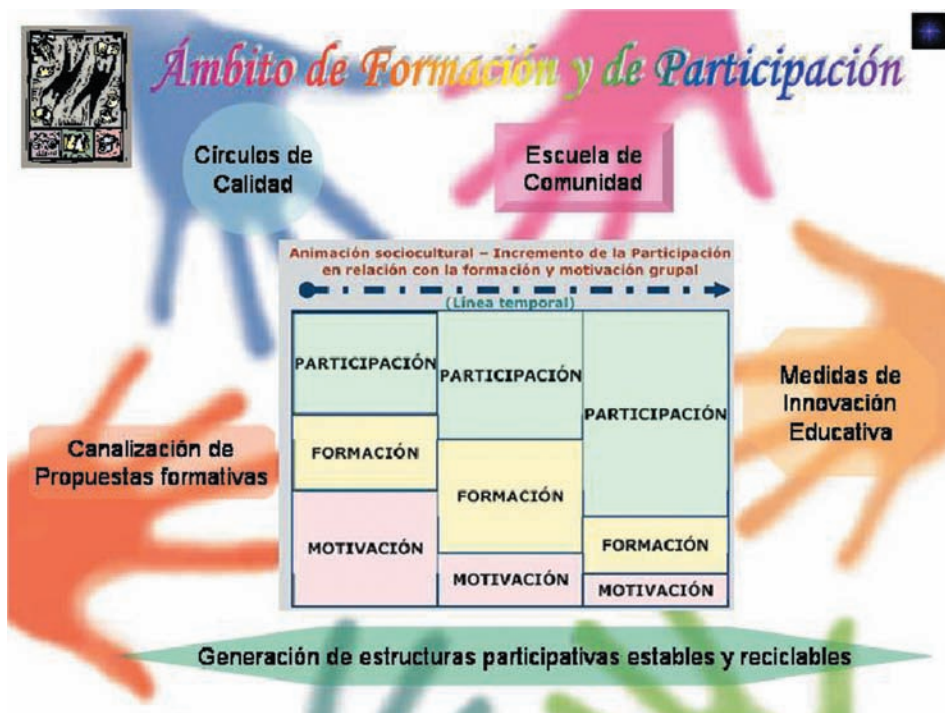 Ámbito de Formación y de Participación
Círculos de
Calidad
Escuela de
Comunidad
Animación sociocultural – Incremento de la Participación
en relación con la formación y motivación grupal
(Línea temporal)
PARTICIPACIÓN
FORMACIÓN
MOTIVACIÓN
PARTICIPACIÓN
FORMACIÓN
MOTIVACIÓN
PARTICIPACIÓN
FORMACIÓN
MOTIVACIÓN
Medidas de
Innovación
Educativa
Canalización de
Propuestas formativas
Generación de estructuras participativas estables y reciclables